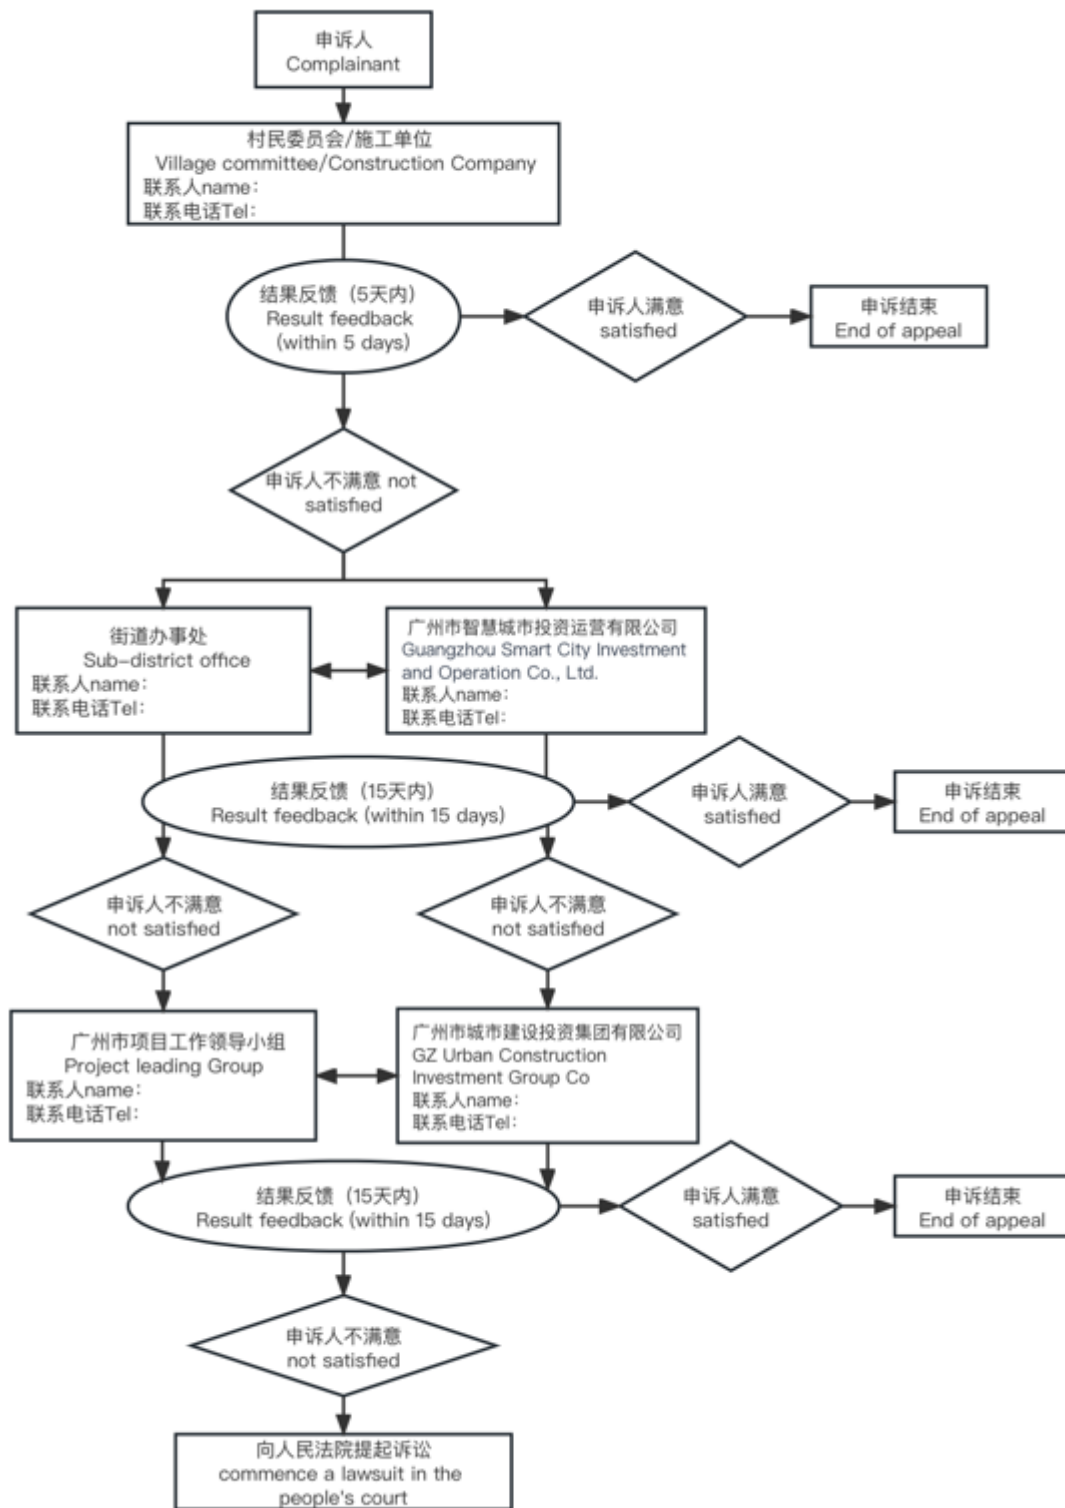 申诉人
Complainant
村民委员会/施工单位
Village committee/Construction Company
联系人name：
联系电话Tel：
结果反馈（5天内）
Result feedback
(within 5 days)
申诉人满意
satisfied
申诉结束
End of appeal
申诉人不满意 not
satisfied
街道办事处
Sub-district office
联系人name：
联系电话Tel：
广州市智慧城市投资运营有限公司
Guangzhou Smart City Investment
and Operation Co., Ltd.
联系人name：
联系电话Tel：
结果反馈（15天内）
Result feedback (within 15 days)
申诉人满意
satisfied
申诉结束
End of appeal
申诉人不满意
not satisfied
申诉人不满意
not satisfied
广州市项目工作领导小组
Project leading Group
联系人name：
联系电话Tel：
广州市城市建设投资集团有限公司
GZ Urban Construction
Investment Group Co
联系人name：
联系电话Tel：
结果反馈（15天内）
Result feedback (within 15 days)
申诉人满意
satisfied
申诉结束
End of appeal
申诉人不满意
not satisfied
向人民法院提起诉讼
commence a lawsuit in the
people's court